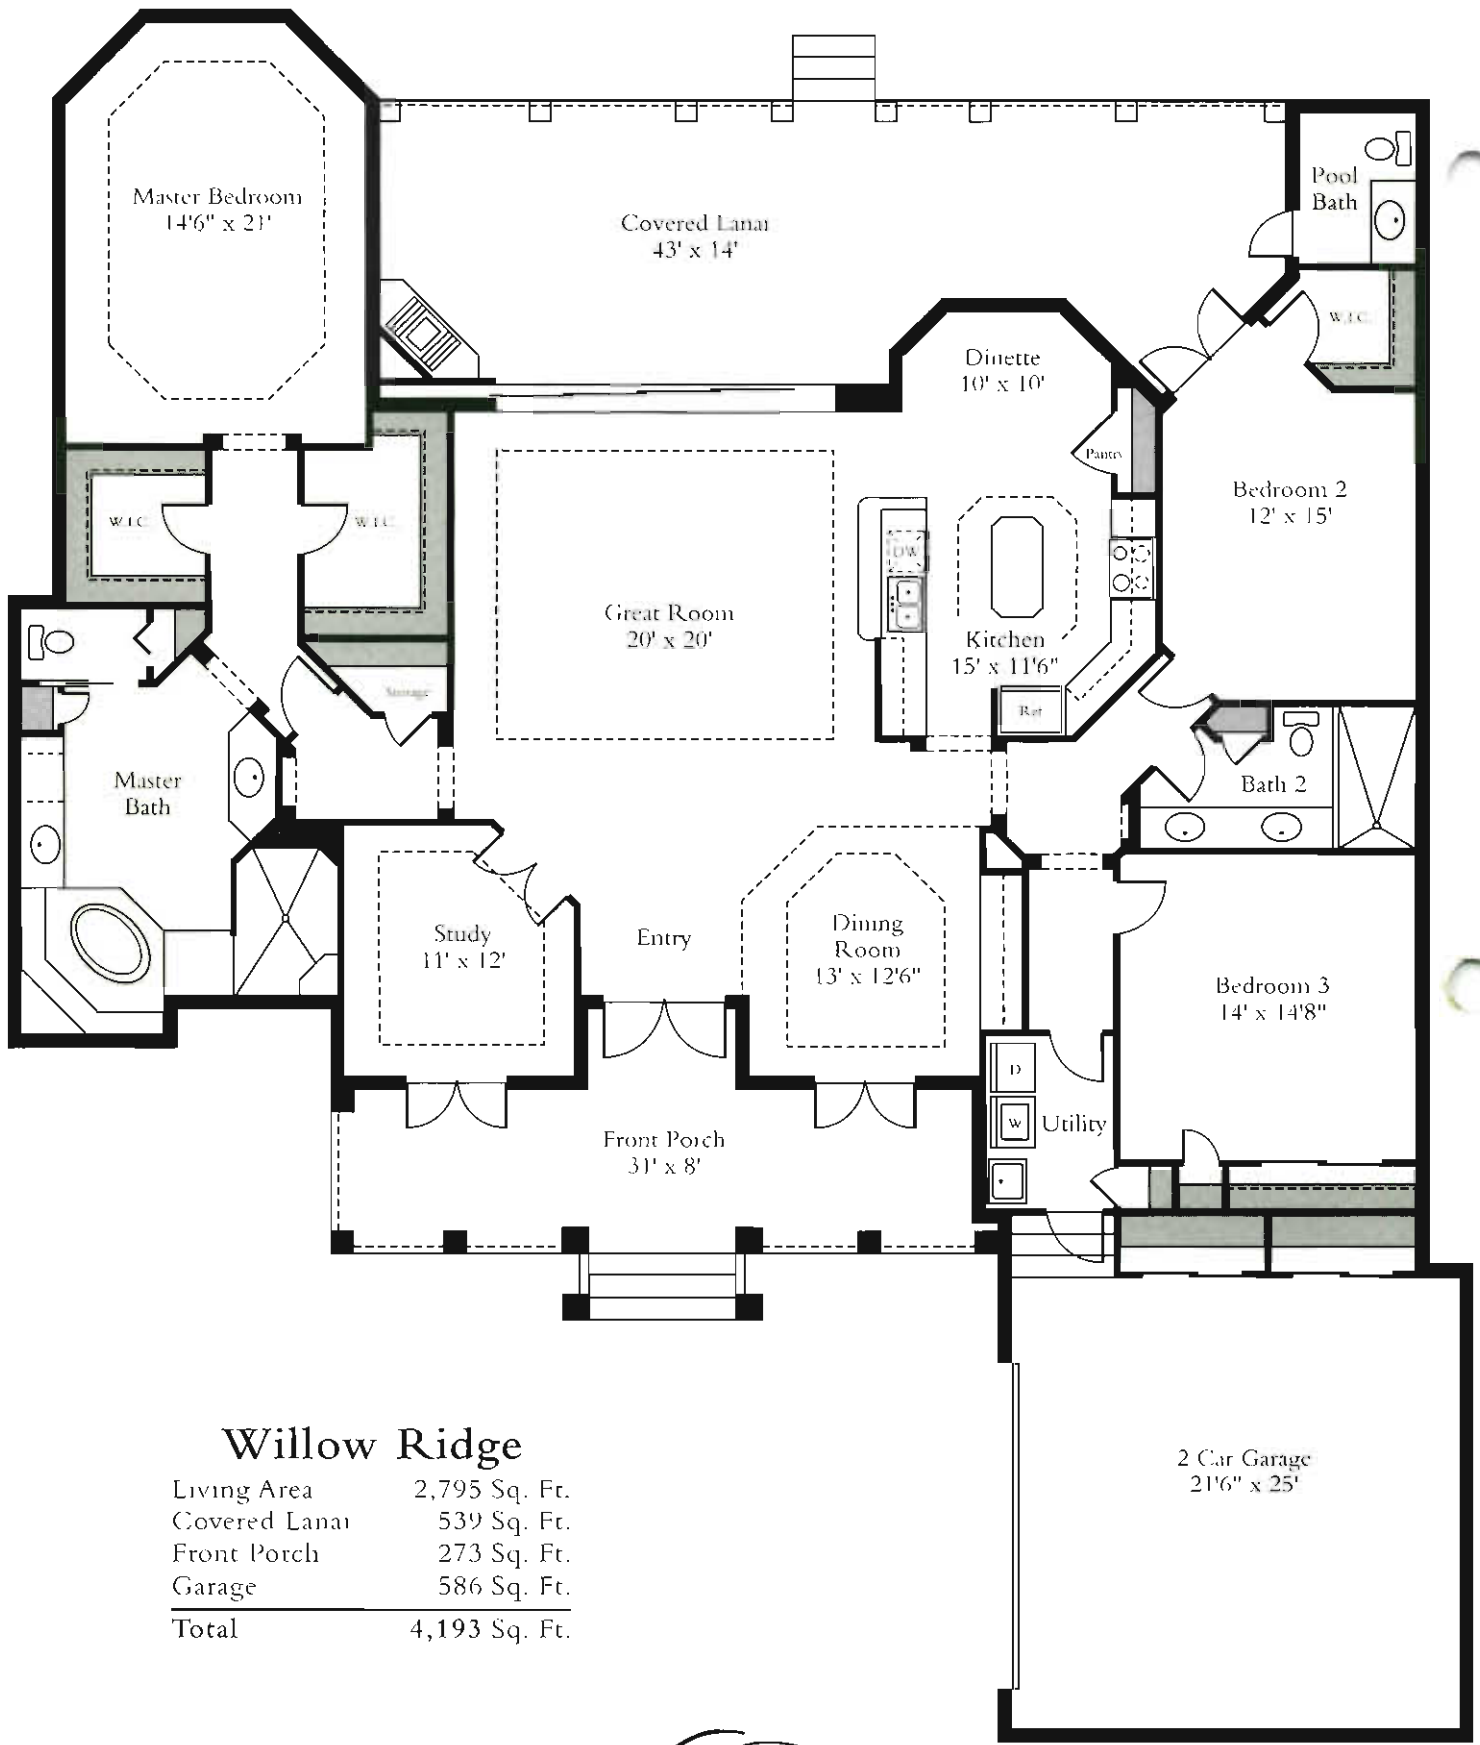 Master Bedroom
14'6" x 21'
Covered Lanai
43' x 14'
Pool
Bath
W.I.C.
Dinette
10' x 10'
Pantry
Bedroom 2
12' x 15'
W.I.C.
W.I.C.
DW
Great Room
20' x 20'
Kitchen
15' x 11'6"
Ref
Storage
Master
Bath
Bath 2
Study
11' x 12'
Entry
Dining
Room
13' x 12'6"
Bedroom 3
14' x 14'8"
D
W
Utility
Front Porch
31' x 8'
2 Car Garage
21'6" x 25'
Willow Ridge
Living Area 2,795 Sq. Ft.
Covered Lanai 539 Sq. Ft.
Front Porch 273 Sq. Ft.
Garage 586 Sq. Ft.
Total 4,193 Sq. Ft.